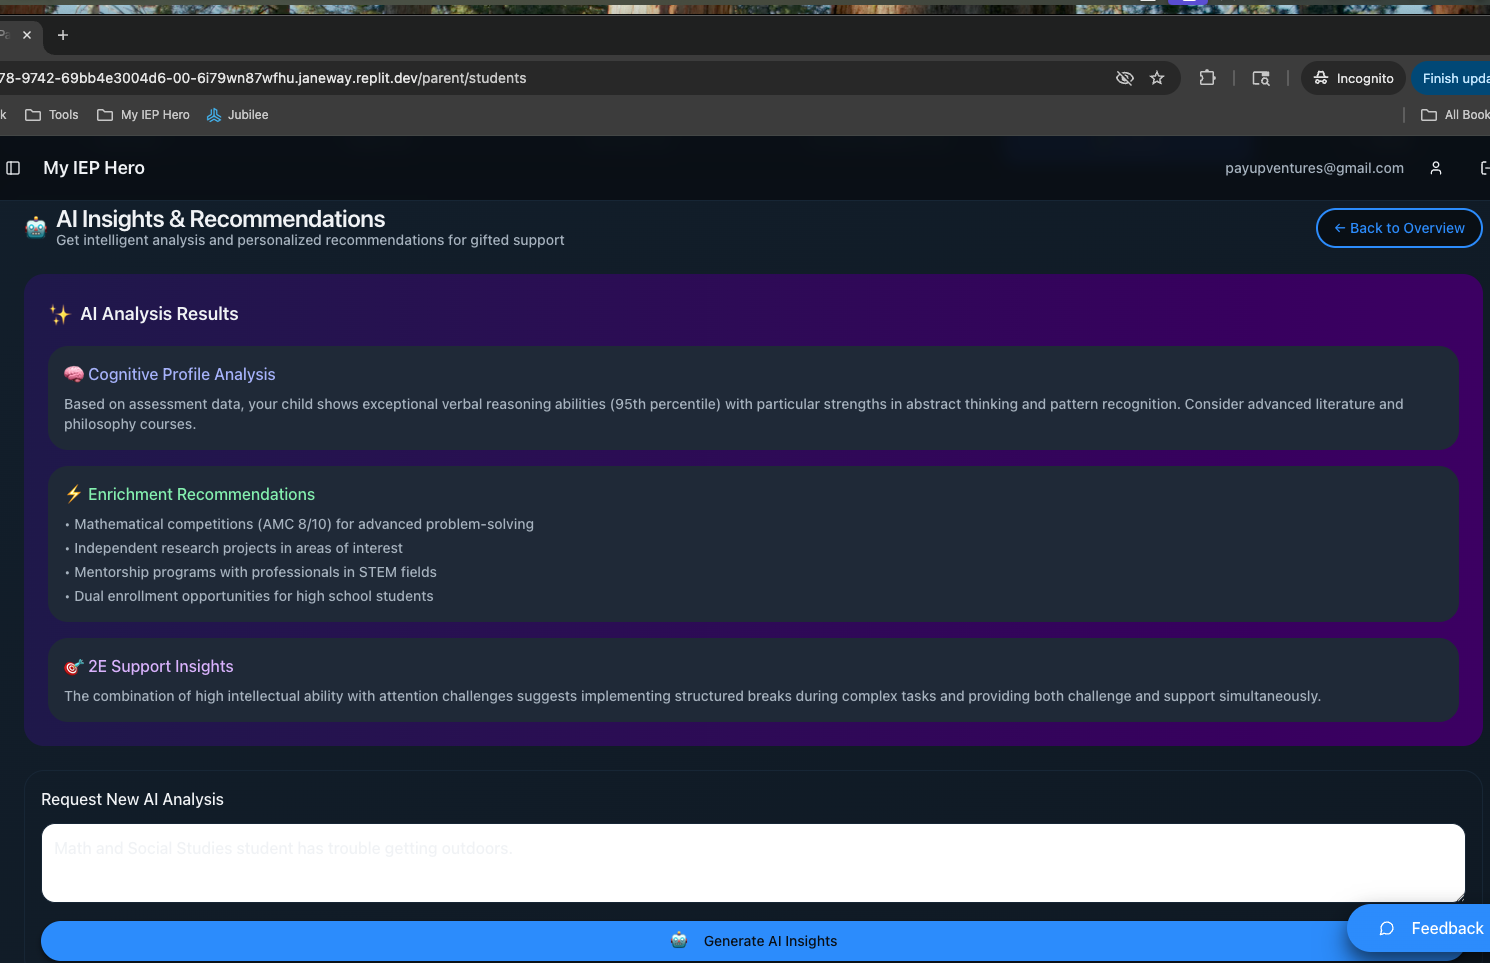 78-9742-69bb4e3004d6-00-6i79wn87wfhu.janeway.replit.dev/parent/students
Incognito
Finish upda
k
Tools
My IEP Hero
Jubilee
All Book
My IEP Hero
payupventures@gmail.com
AI Insights & Recommendations
Get intelligent analysis and personalized recommendations for gifted support
← Back to Overview
AI Analysis Results
Cognitive Profile Analysis
Based on assessment data, your child shows exceptional verbal reasoning abilities (95th percentile) with particular strengths in abstract thinking and pattern recognition. Consider advanced literature and
philosophy courses.
Enrichment Recommendations
• Mathematical competitions (AMC 8/10) for advanced problem-solving
• Independent research projects in areas of interest
• Mentorship programs with professionals in STEM fields
• Dual enrollment opportunities for high school students
2E Support Insights
The combination of high intellectual ability with attention challenges suggests implementing structured breaks during complex tasks and providing both challenge and support simultaneously.
Request New AI Analysis
Math and Social Studies student has trouble getting outdoors.
Generate AI Insights
Feedback